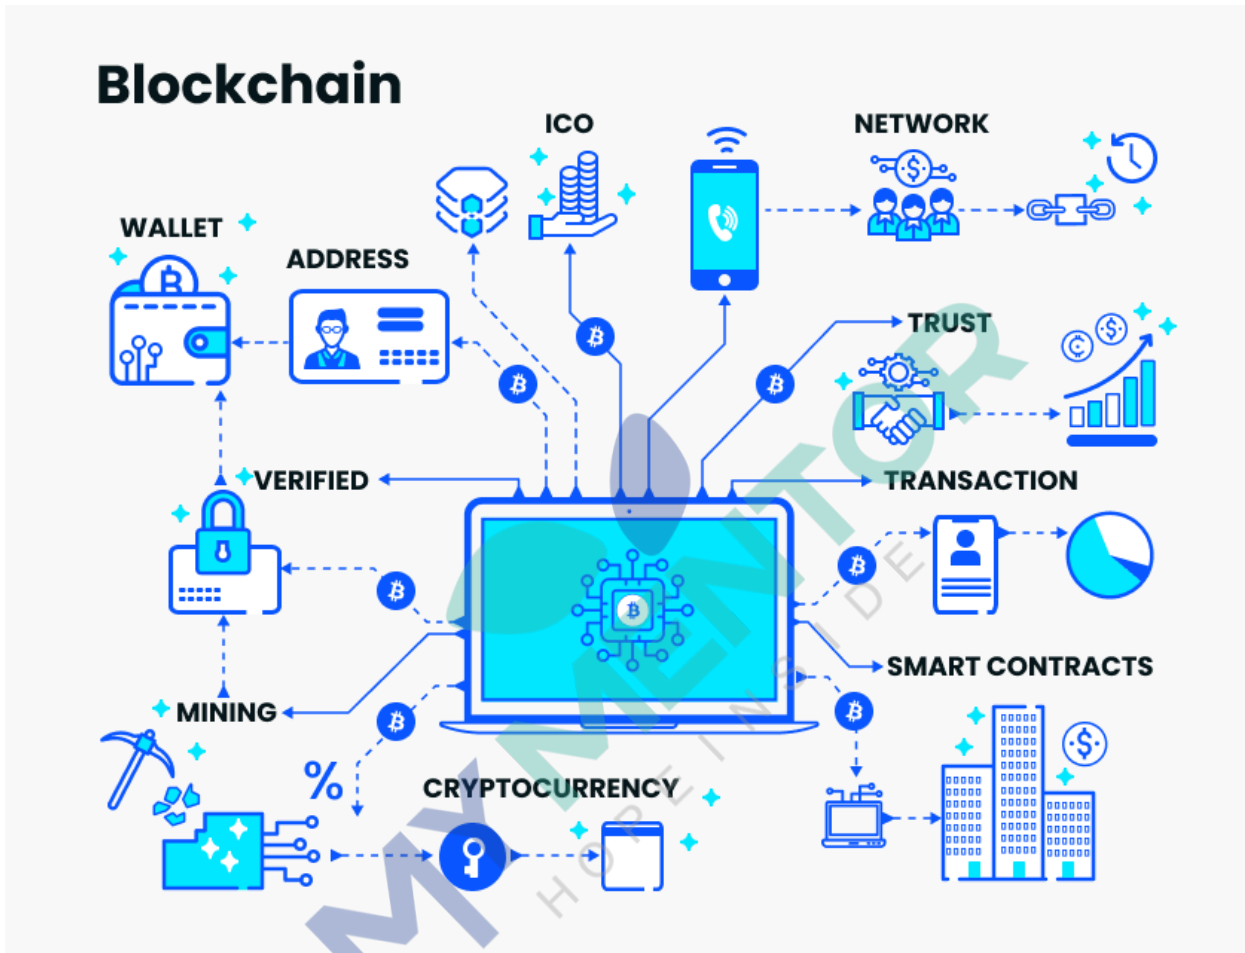 Blockchain
ICO
NETWORK
WALLET
ADDRESS
TRUST
VERIFIED
TRANSACTION
SMART CONTRACTS
MINING
%
CRYPTOCURRENCY
MY MENTOR
HOPE INSIDE